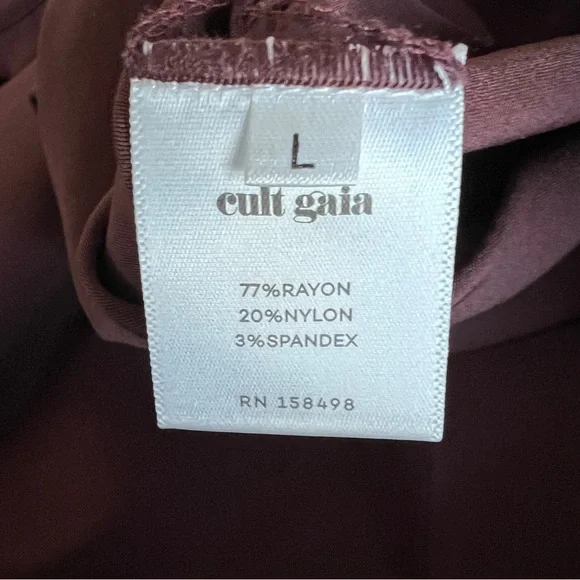 L
cult gaia
77%RAYON
20%NYLON
3%SPANDEX
RN 158498